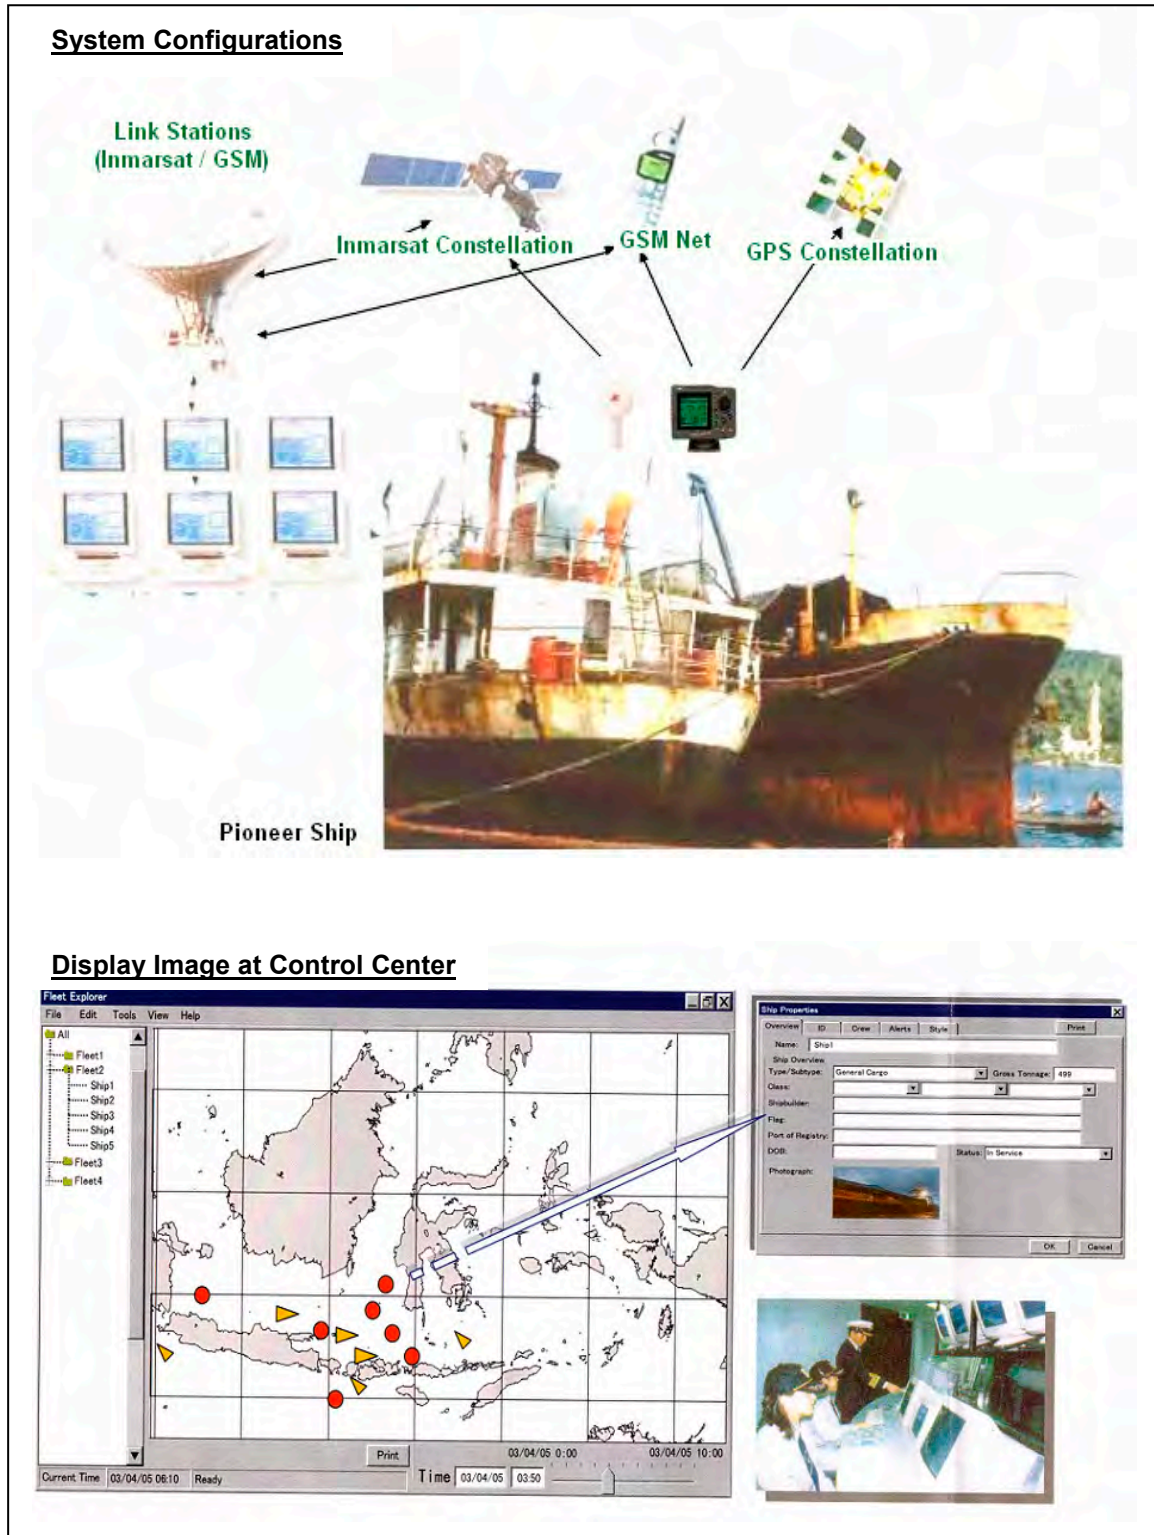 System Configurations
Link Stations
(Inmarsat / GSM)
Inmarsat Constellation
GSM Net
GPS Constellation
Pioneer Ship
Display Image at Control Center
Fleet Explorer
File Edit Tools View Help
All
Fleet1
Fleet2
Ship1
Ship2
Ship3
Ship4
Ship5
Fleet3
Fleet4
Print
03/04/05 0:00
03/04/05 10:00
Current Time 03/04/05 06:10 Ready
Time 03/04/05 03:50
Ship Properties
Overview ID Crew Alerts Style Print
Name: Ship1
Ship Overview
Type/Subtype: General Cargo Gross Tonnage: 499
Class:
Shipbuilder:
Flag:
Port of Registry:
DOB: Status: In Service
Photograph:
OK Cancel